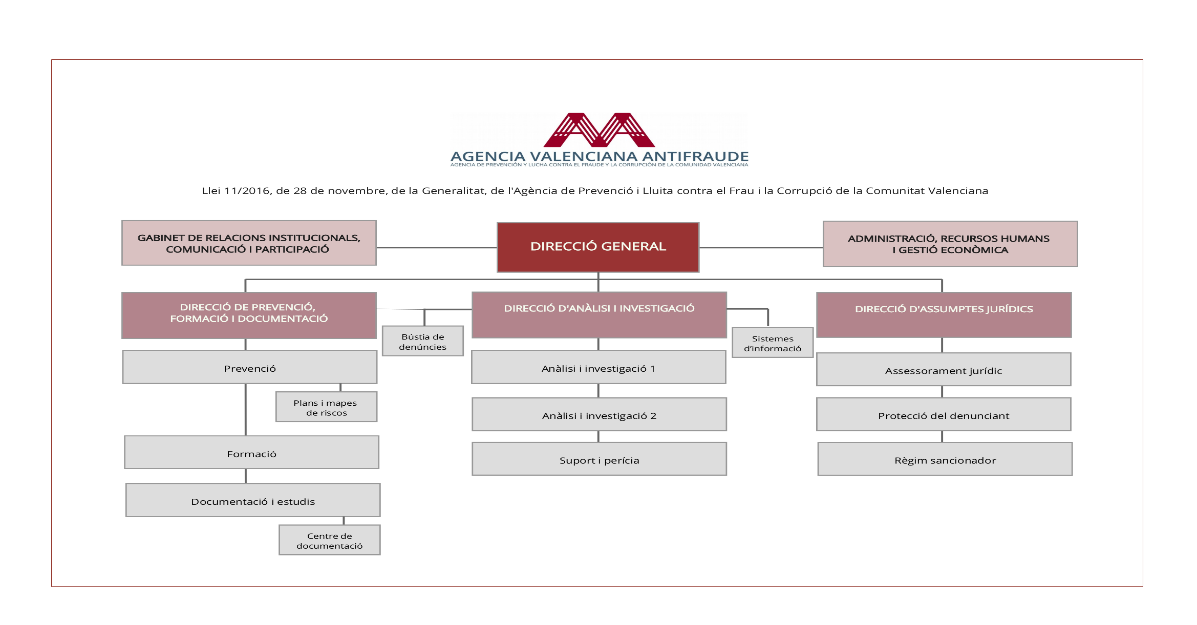 AGENCIA VALENCIANA ANTIFRAUDE
AGENCIA DE PREVENCIÓN Y LUCHA CONTRA EL FRAUDE Y LA CORRUPCIÓN DE LA COMUNIDAD VALENCIANA
Llei 11/2016, de 28 de novembre, de la Generalitat, de l'Agència de Prevenció i Lluita contra el Frau i la Corrupció de la Comunitat Valenciana
GABINET DE RELACIONS INSTITUCIONALS,
COMUNICACIÓ I PARTICIPACIÓ
DIRECCIÓ GENERAL
ADMINISTRACIÓ, RECURSOS HUMANS
I GESTIÓ ECONÒMICA
DIRECCIÓ DE PREVENCIÓ,
FORMACIÓ I DOCUMENTACIÓ
DIRECCIÓ D'ANÀLISI I INVESTIGACIÓ
DIRECCIÓ D'ASSUMPTES JURÍDICS
Bústia de
denúncies
Sistemes
d'informació
Prevenció
Anàlisi i investigació 1
Assessorament jurídic
Plans i mapes
de riscos
Anàlisi i investigació 2
Protecció del denunciant
Formació
Suport i perícia
Règim sancionador
Documentació i estudis
Centre de
documentació